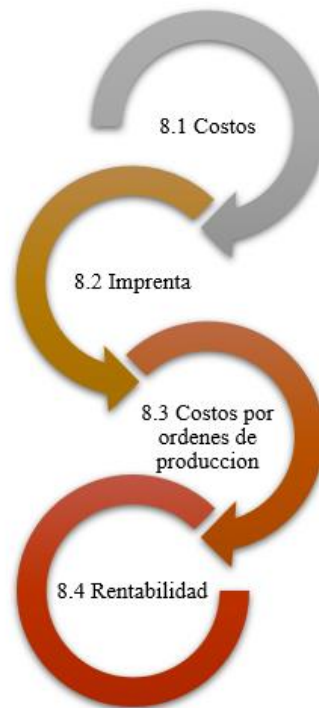 8.1 Costos
8.2 Imprenta
8.3 Costos por
ordenes de
produccion
8.4 Rentabilidad